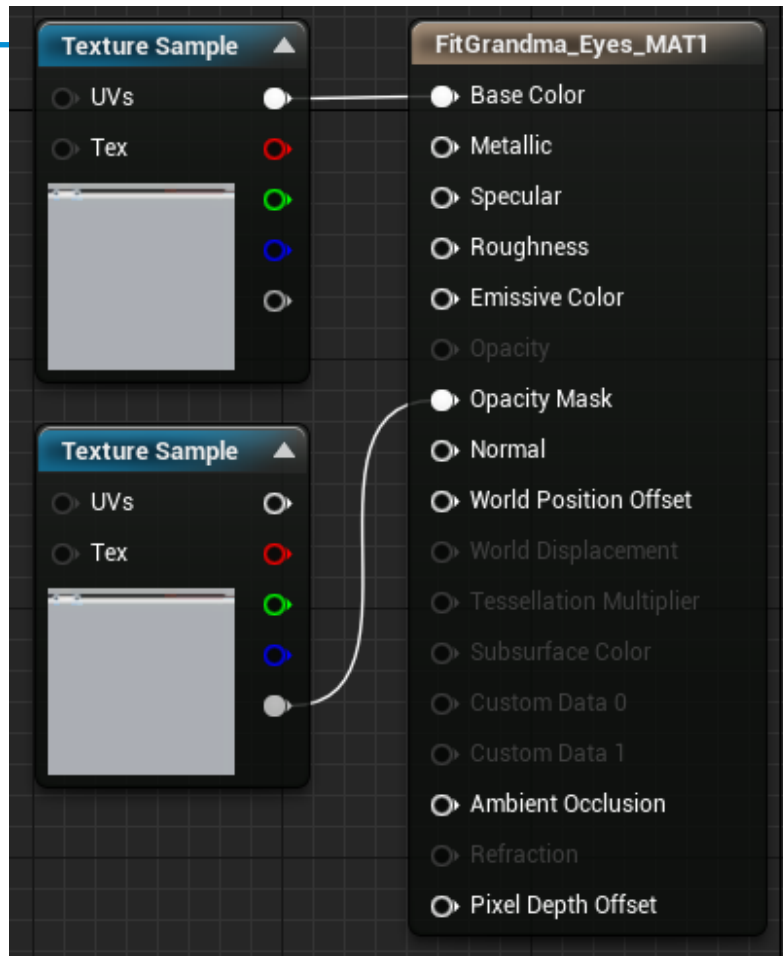 Texture Sample
UVs
Tex
Texture Sample
UVs
Tex
FitGrandma_Eyes_MAT1
Base Color
Metallic
Specular
Roughness
Emissive Color
Opacity
Opacity Mask
Normal
World Position Offset
World Displacement
Tessellation Multiplier
Subsurface Color
Custom Data 0
Custom Data 1
Ambient Occlusion
Refraction
Pixel Depth Offset